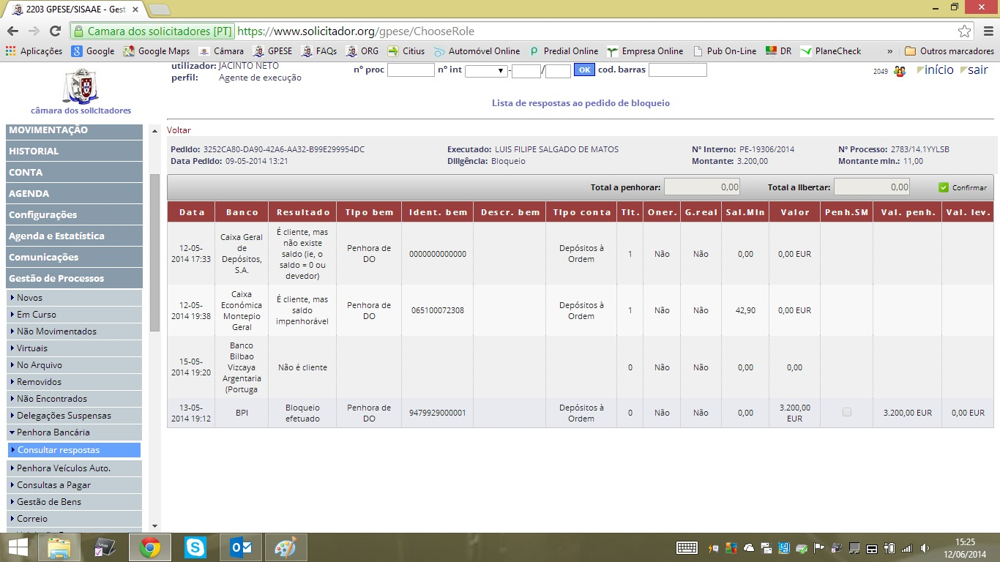 2203 GPESE/SISAAE - Gest
Camara dos solicitadores [PT] https://www.solicitador.org/gpese/ChooseRole
Aplicações Google Google Maps Câmara GPESE FAQs ORG Citius Automóvel Online Predial Online Empresa Online Pub On-Line DR PlaneCheck » Outros marcadores
utilizador: JACINTO NETO
perfil: Agente de execução
nº proc nº int - / OK cod. barras
2049 início sair
câmara dos solicitadores
Lista de respostas ao pedido de bloqueio
MOVIMENTAÇÃO
HISTORIAL
CONTA
AGENDA
Configurações
Agenda e Estatística
Comunicações
Gestão de Processos
Novos
Em Curso
Não Movimentados
Virtuais
No Arquivo
Removidos
Não Encontrados
Delegações Suspensas
Penhora Bancária
Consultar respostas
Penhora Veículos Auto.
Consultas a Pagar
Gestão de Bens
Correio
Voltar
Pedido: 3252CA80-DA90-42A6-AA32-B99E299954DC Executado: LUIS FILIPE SALGADO DE MATOS Nº Interno: PE-19306/2014 Nº Processo: 2783/14.1YYLSB
Data Pedido: 09-05-2014 13:21 Diligência: Bloqueio Montante: 3.200,00 Montante min.: 11,00
Total a penhorar: 0,00 Total a libertar: 0,00 Confirmar
Data Banco Resultado Tipo bem Ident. bem Descr. bem Tipo conta Tit. Oner. G.real Sal.Min Valor Penh.SM Val. penh. Val. lev.
12-05-2014 17:33 Caixa Geral de Depósitos, S.A. É cliente, mas não existe saldo (ie, o saldo = 0 ou devedor) Penhora de DO 0000000000000 Depósitos à Ordem 1 Não Não 0,00 0,00 EUR
12-05-2014 19:38 Caixa Económica Montepio Geral É cliente, mas saldo impenhorável Penhora de DO 065100072308 Depósitos à Ordem 1 Não Não 42,90 0,00 EUR
15-05-2014 19:20 Banco Bilbao Vizcaya Argentaria (Portuga Não é cliente 0 Não Não 0,00 0,00
13-05-2014 19:12 BPI Bloqueio efetuado Penhora de DO 9479929000001 Depósitos à Ordem 0 Não Não 0,00 3.200,00 EUR 3.200,00 EUR 0,00 EUR
15:25
12/06/2014